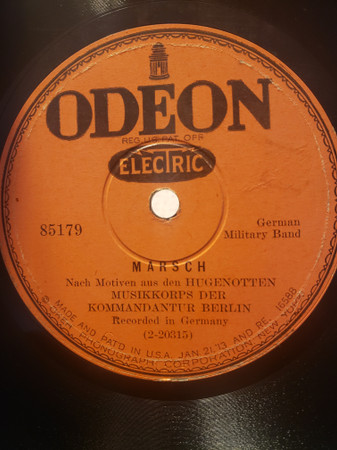 ODEON
REG. US. PAT. OFF.
ELECTRIC
85179
German
Military Band
MARSCH
Nach Motiven aus den HUGENOTTEN
MUSIKKORPS DER
KOMMANDANTUR BERLIN
Recorded in Germany
(2-20315)
MADE AND PAT'D IN U.S.A. JAN. 21,'13 AND RE. 16588
PHONOGRAPH CORPORATION NEW YORK